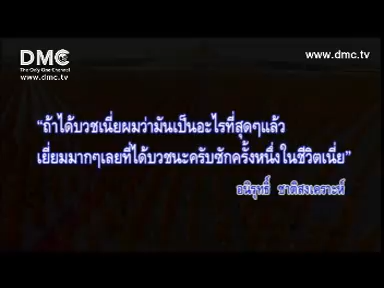 DMC
The Only One Channel
www.dmc.tv
www.dmc.tv
“ถ้าได้บวชเนี่ยผมว่ามันเป็นอะไรที่สุดๆแล้ว
เยี่ยมมากๆเลยที่ได้บวชนะครับซักครั้งหนึ่งในชีวิตเนี่ย”
อนิรุทธิ์ ชาติสงเคราะห์